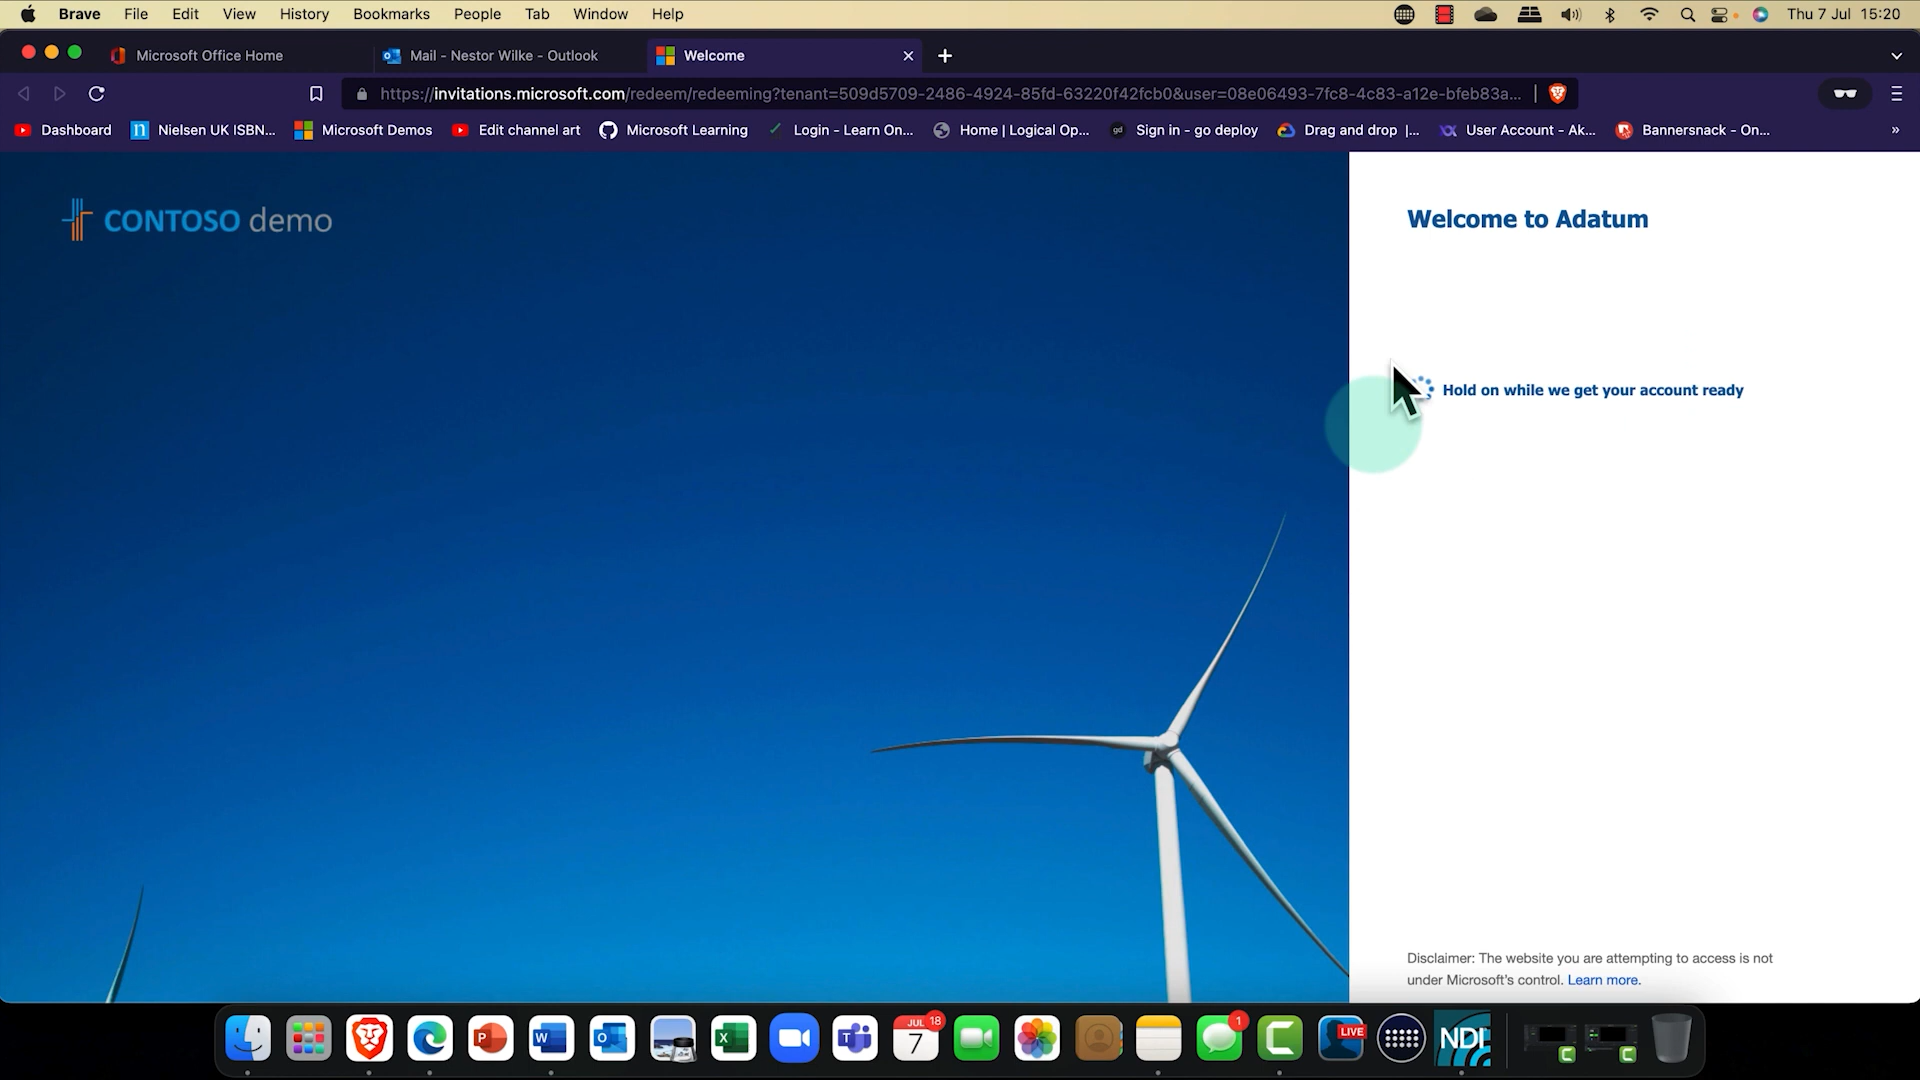 Brave File Edit View History Bookmarks People Tab Window Help Thu 7 Jul 15:20
Microsoft Office Home Mail - Nestor Wilke - Outlook Welcome
https://invitations.microsoft.com/redeem/redeeming?tenant=509d5709-2486-4924-85fd-63220f42fcb0&user=08e06493-7fc8-4c83-a12e-bfeb83a...
Dashboard Nielsen UK ISBN... Microsoft Demos Edit channel art Microsoft Learning Login - Learn On... Home | Logical Op... gd Sign in - go deploy Drag and drop |... User Account - Ak... Bannersnack - On...
CONTOSO demo
Welcome to Adatum
Hold on while we get your account ready
Disclaimer: The website you are attempting to access is not
under Microsoft's control. Learn more.
JUL 7 18 1 LIVE NDI